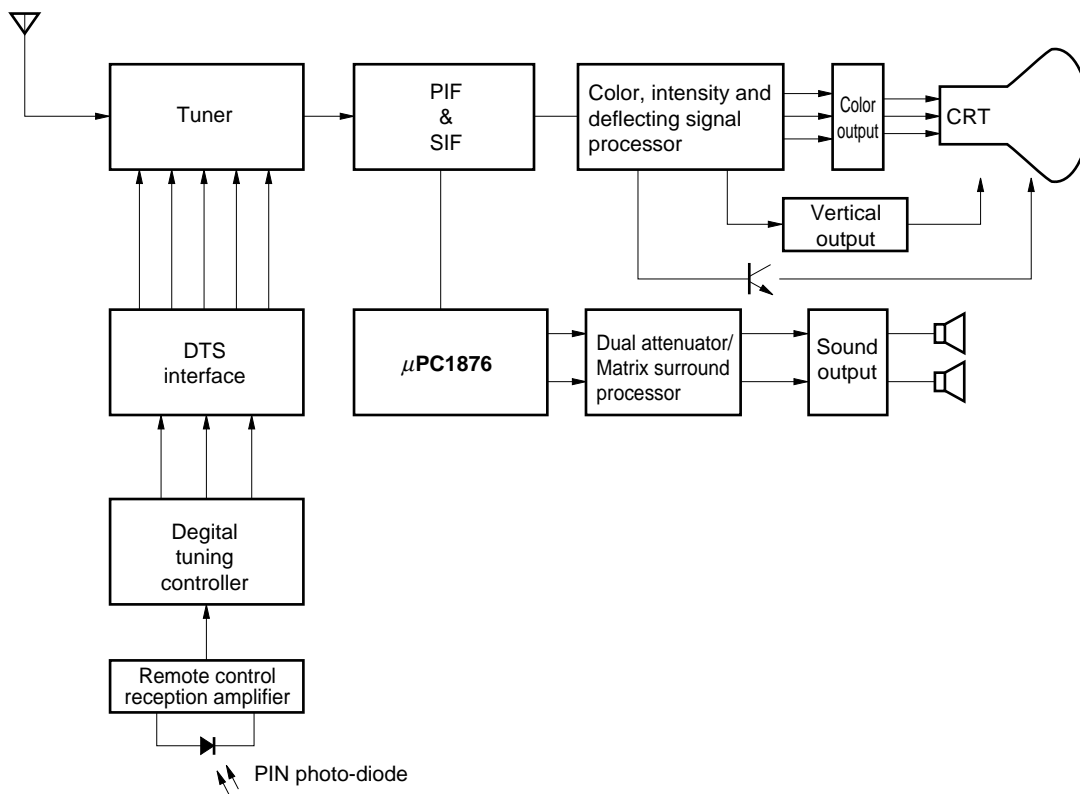 Tuner
PIF
&
SIF
Color, intensity and
deflecting signal
processor
Color
output
CRT
Vertical
output
DTS
interface
μPC1876
Dual attenuator/
Matrix surround
processor
Sound
output
Degital
tuning
controller
Remote control
reception amplifier
PIN photo-diode